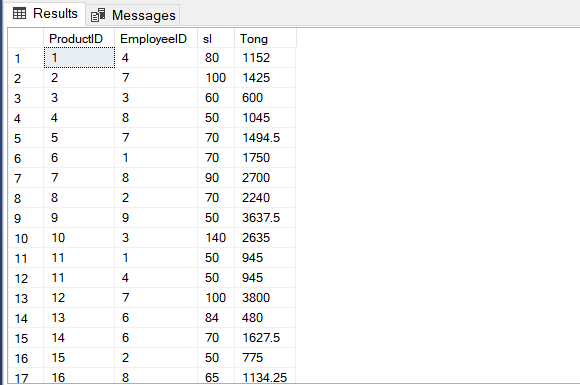 Results Messages
ProductID EmployeeID sl Tong
1 1 4 80 1152
2 2 7 100 1425
3 3 3 60 600
4 4 8 50 1045
5 5 7 70 1494.5
6 6 1 70 1750
7 7 8 90 2700
8 8 2 70 2240
9 9 9 50 3637.5
10 10 3 140 2635
11 11 1 50 945
12 11 4 50 945
13 12 7 100 3800
14 13 6 84 480
15 14 6 70 1627.5
16 15 2 50 775
17 16 8 65 1134.25